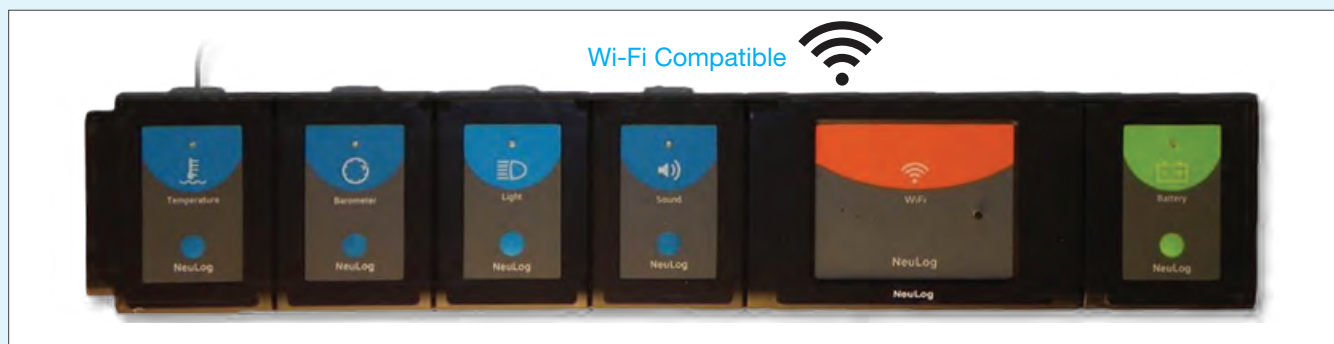 Wi-Fi Compatible
Temperature
NeuLog
Barometer
NeuLog
Light
NeuLog
Sound
NeuLog
WiFi
NeuLog
NeuLog
Battery
NeuLog